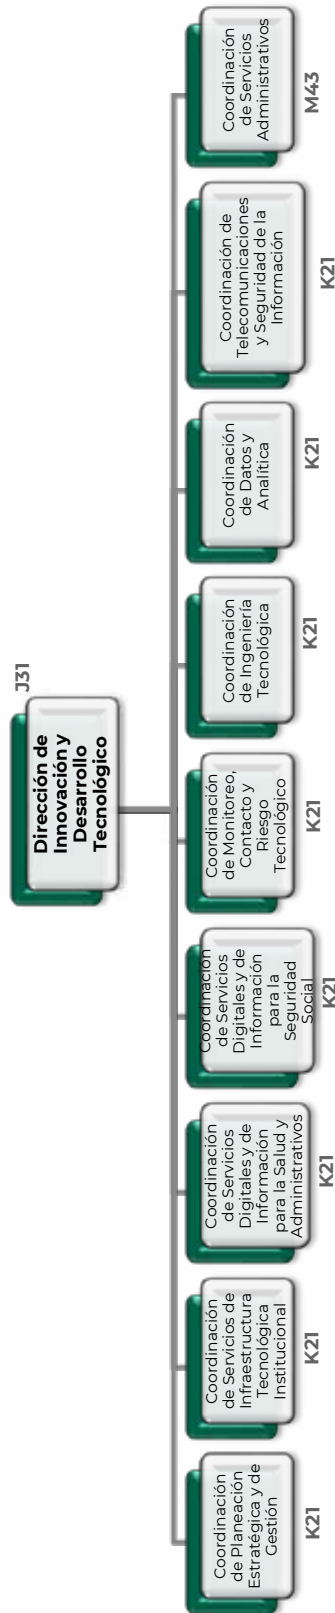 J31
Dirección de
Innovación y
Desarrollo
Tecnológico
Coordinación
de Planeación
Estratégica y de
Gestión
K21
Coordinación
de Servicios de
Infraestructura
Tecnológica
Institucional
K21
Coordinación
de Servicios
Digitales y de
Información
para la Salud y
Administrativos
K21
Coordinación
de Servicios
Digitales y de
Información
para la
Seguridad
Social
K21
Coordinación
de Monitoreo,
Contacto y
Riesgo
Tecnológico
K21
Coordinación
de Ingeniería
Tecnológica
K21
Coordinación
de Datos y
Analítica
K21
Coordinación de
Telecomunicaciones
y Seguridad de la
Información
K21
Coordinación
de Servicios
Administrativos
M43